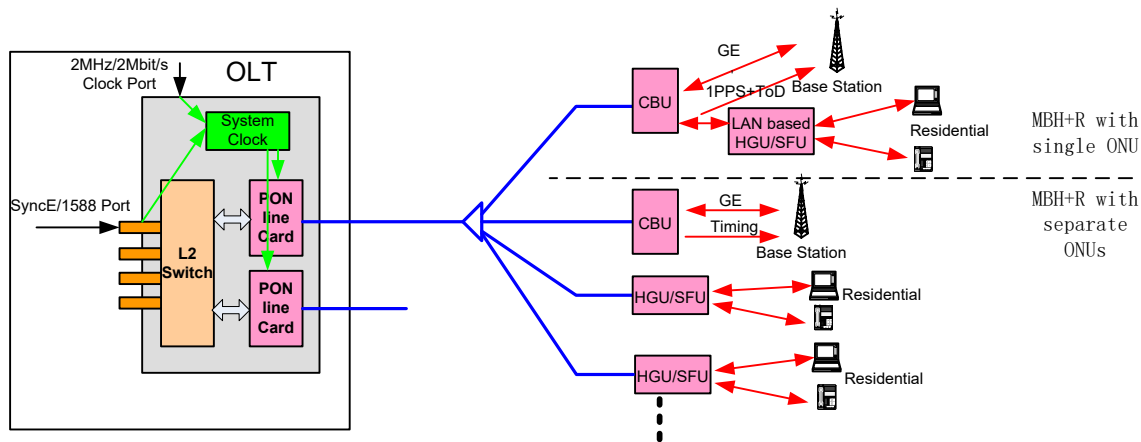 2MHz/2Mbit/s
Clock Port
OLT
System
Clock
SyncE/1588 Port
L2
Switch
PON
line
Card
PON
line
Card
CBU
GE
1PPS+ToD
Base Station
LAN based
HGU/SFU
Residential
MBH+R with
single ONU
CBU
GE
Timing
Base Station
MBH+R with
separate
ONUs
HGU/SFU
Residential
HGU/SFU
Residential